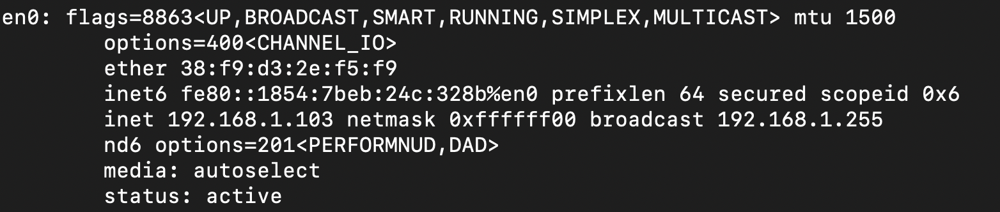 en0: flags=8863<UP,BROADCAST,SMART,RUNNING,SIMPLEX,MULTICAST> mtu 1500
options=400<CHANNEL_IO>
ether 38:f9:d3:2e:f5:f9
inet6 fe80::1854:7beb:24c:328b%en0 prefixlen 64 secured scopeid 0x6
inet 192.168.1.103 netmask 0xffffff00 broadcast 192.168.1.255
nd6 options=201<PERFORMNUD,DAD>
media: autoselect
status: active